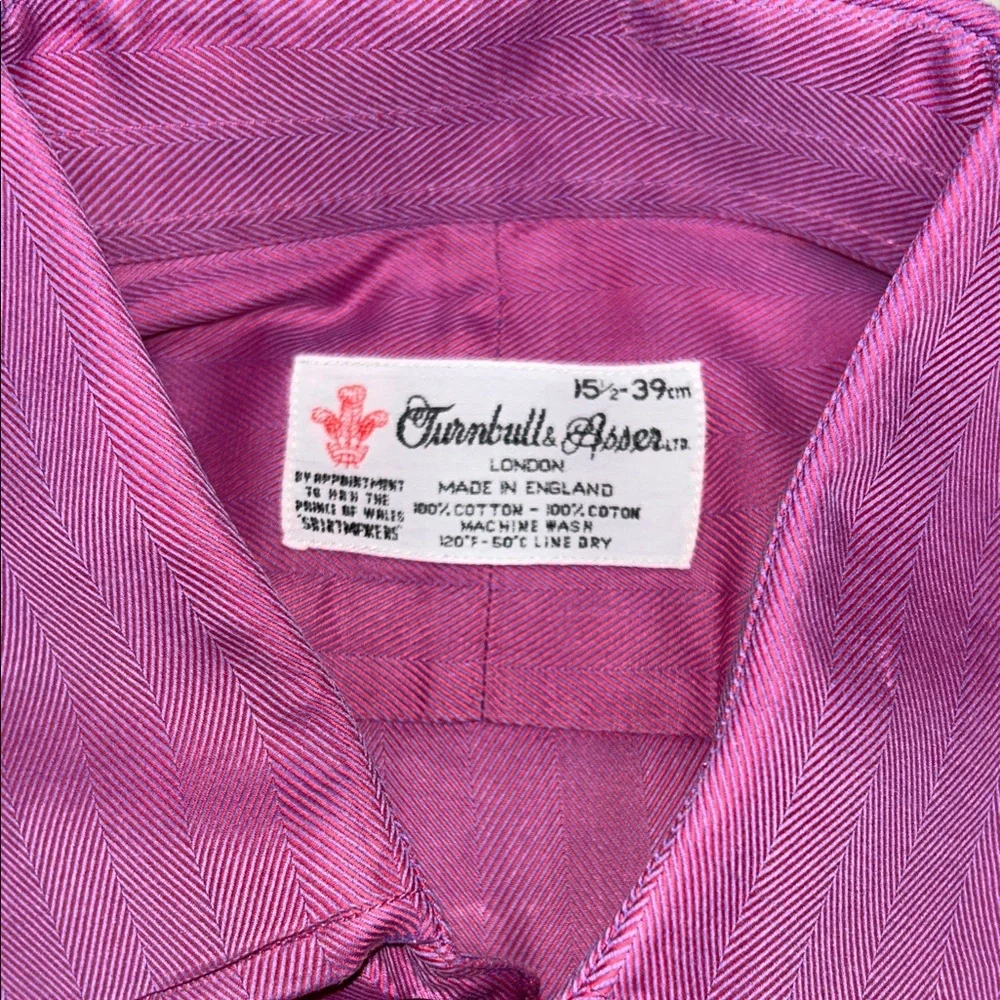 15½-39cm
Turnbull & Asser LTD.
LONDON
MADE IN ENGLAND
100% COTTON - 100% COTON
MACHINE WASH
120°F-50°C LINE DRY
BY APPOINTMENT
TO HRH THE
PRINCE OF WALES
"SHIRTMAKERS"